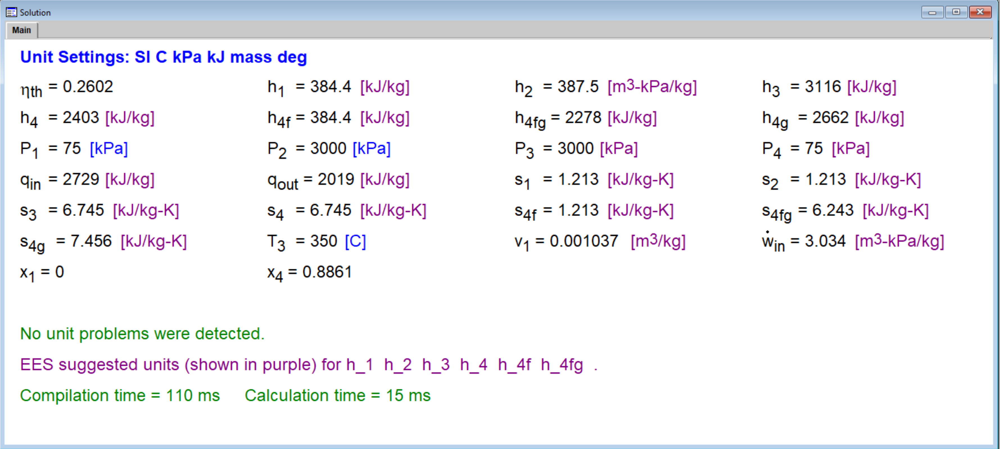 Solution
Main
Unit Settings: SI C kPa kJ mass deg
ηth = 0.2602 h1 = 384.4 [kJ/kg] h2 = 387.5 [m3-kPa/kg] h3 = 3116 [kJ/kg]
h4 = 2403 [kJ/kg] h4f = 384.4 [kJ/kg] h4fg = 2278 [kJ/kg] h4g = 2662 [kJ/kg]
P1 = 75 [kPa] P2 = 3000 [kPa] P3 = 3000 [kPa] P4 = 75 [kPa]
qin = 2729 [kJ/kg] qout = 2019 [kJ/kg] s1 = 1.213 [kJ/kg-K] s2 = 1.213 [kJ/kg-K]
s3 = 6.745 [kJ/kg-K] s4 = 6.745 [kJ/kg-K] s4f = 1.213 [kJ/kg-K] s4fg = 6.243 [kJ/kg-K]
s4g = 7.456 [kJ/kg-K] T3 = 350 [C] v1 = 0.001037 [m3/kg] ẇin = 3.034 [m3-kPa/kg]
x1 = 0 x4 = 0.8861
No unit problems were detected.
EES suggested units (shown in purple) for h_1 h_2 h_3 h_4 h_4f h_4fg .
Compilation time = 110 ms Calculation time = 15 ms